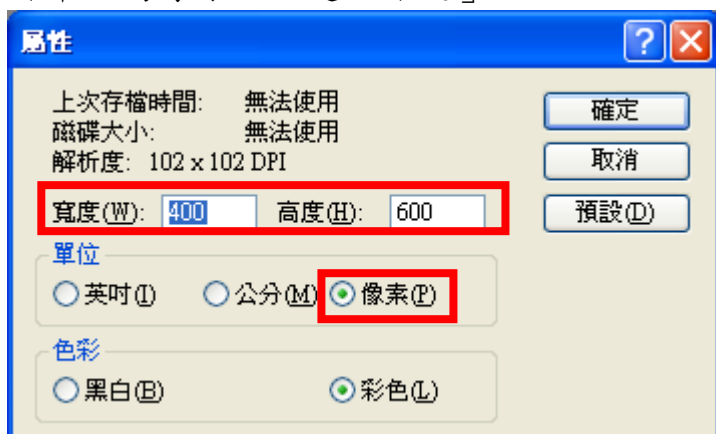 屬性
上次存檔時間: 無法使用
磁碟大小: 無法使用
解析度: 102 x 102 DPI
確定
取消
寬度(W): 400 高度(H): 600
預設(D)
單位
英吋(I) 公分(M) 像素(P)
色彩
黑白(B) 彩色(L)